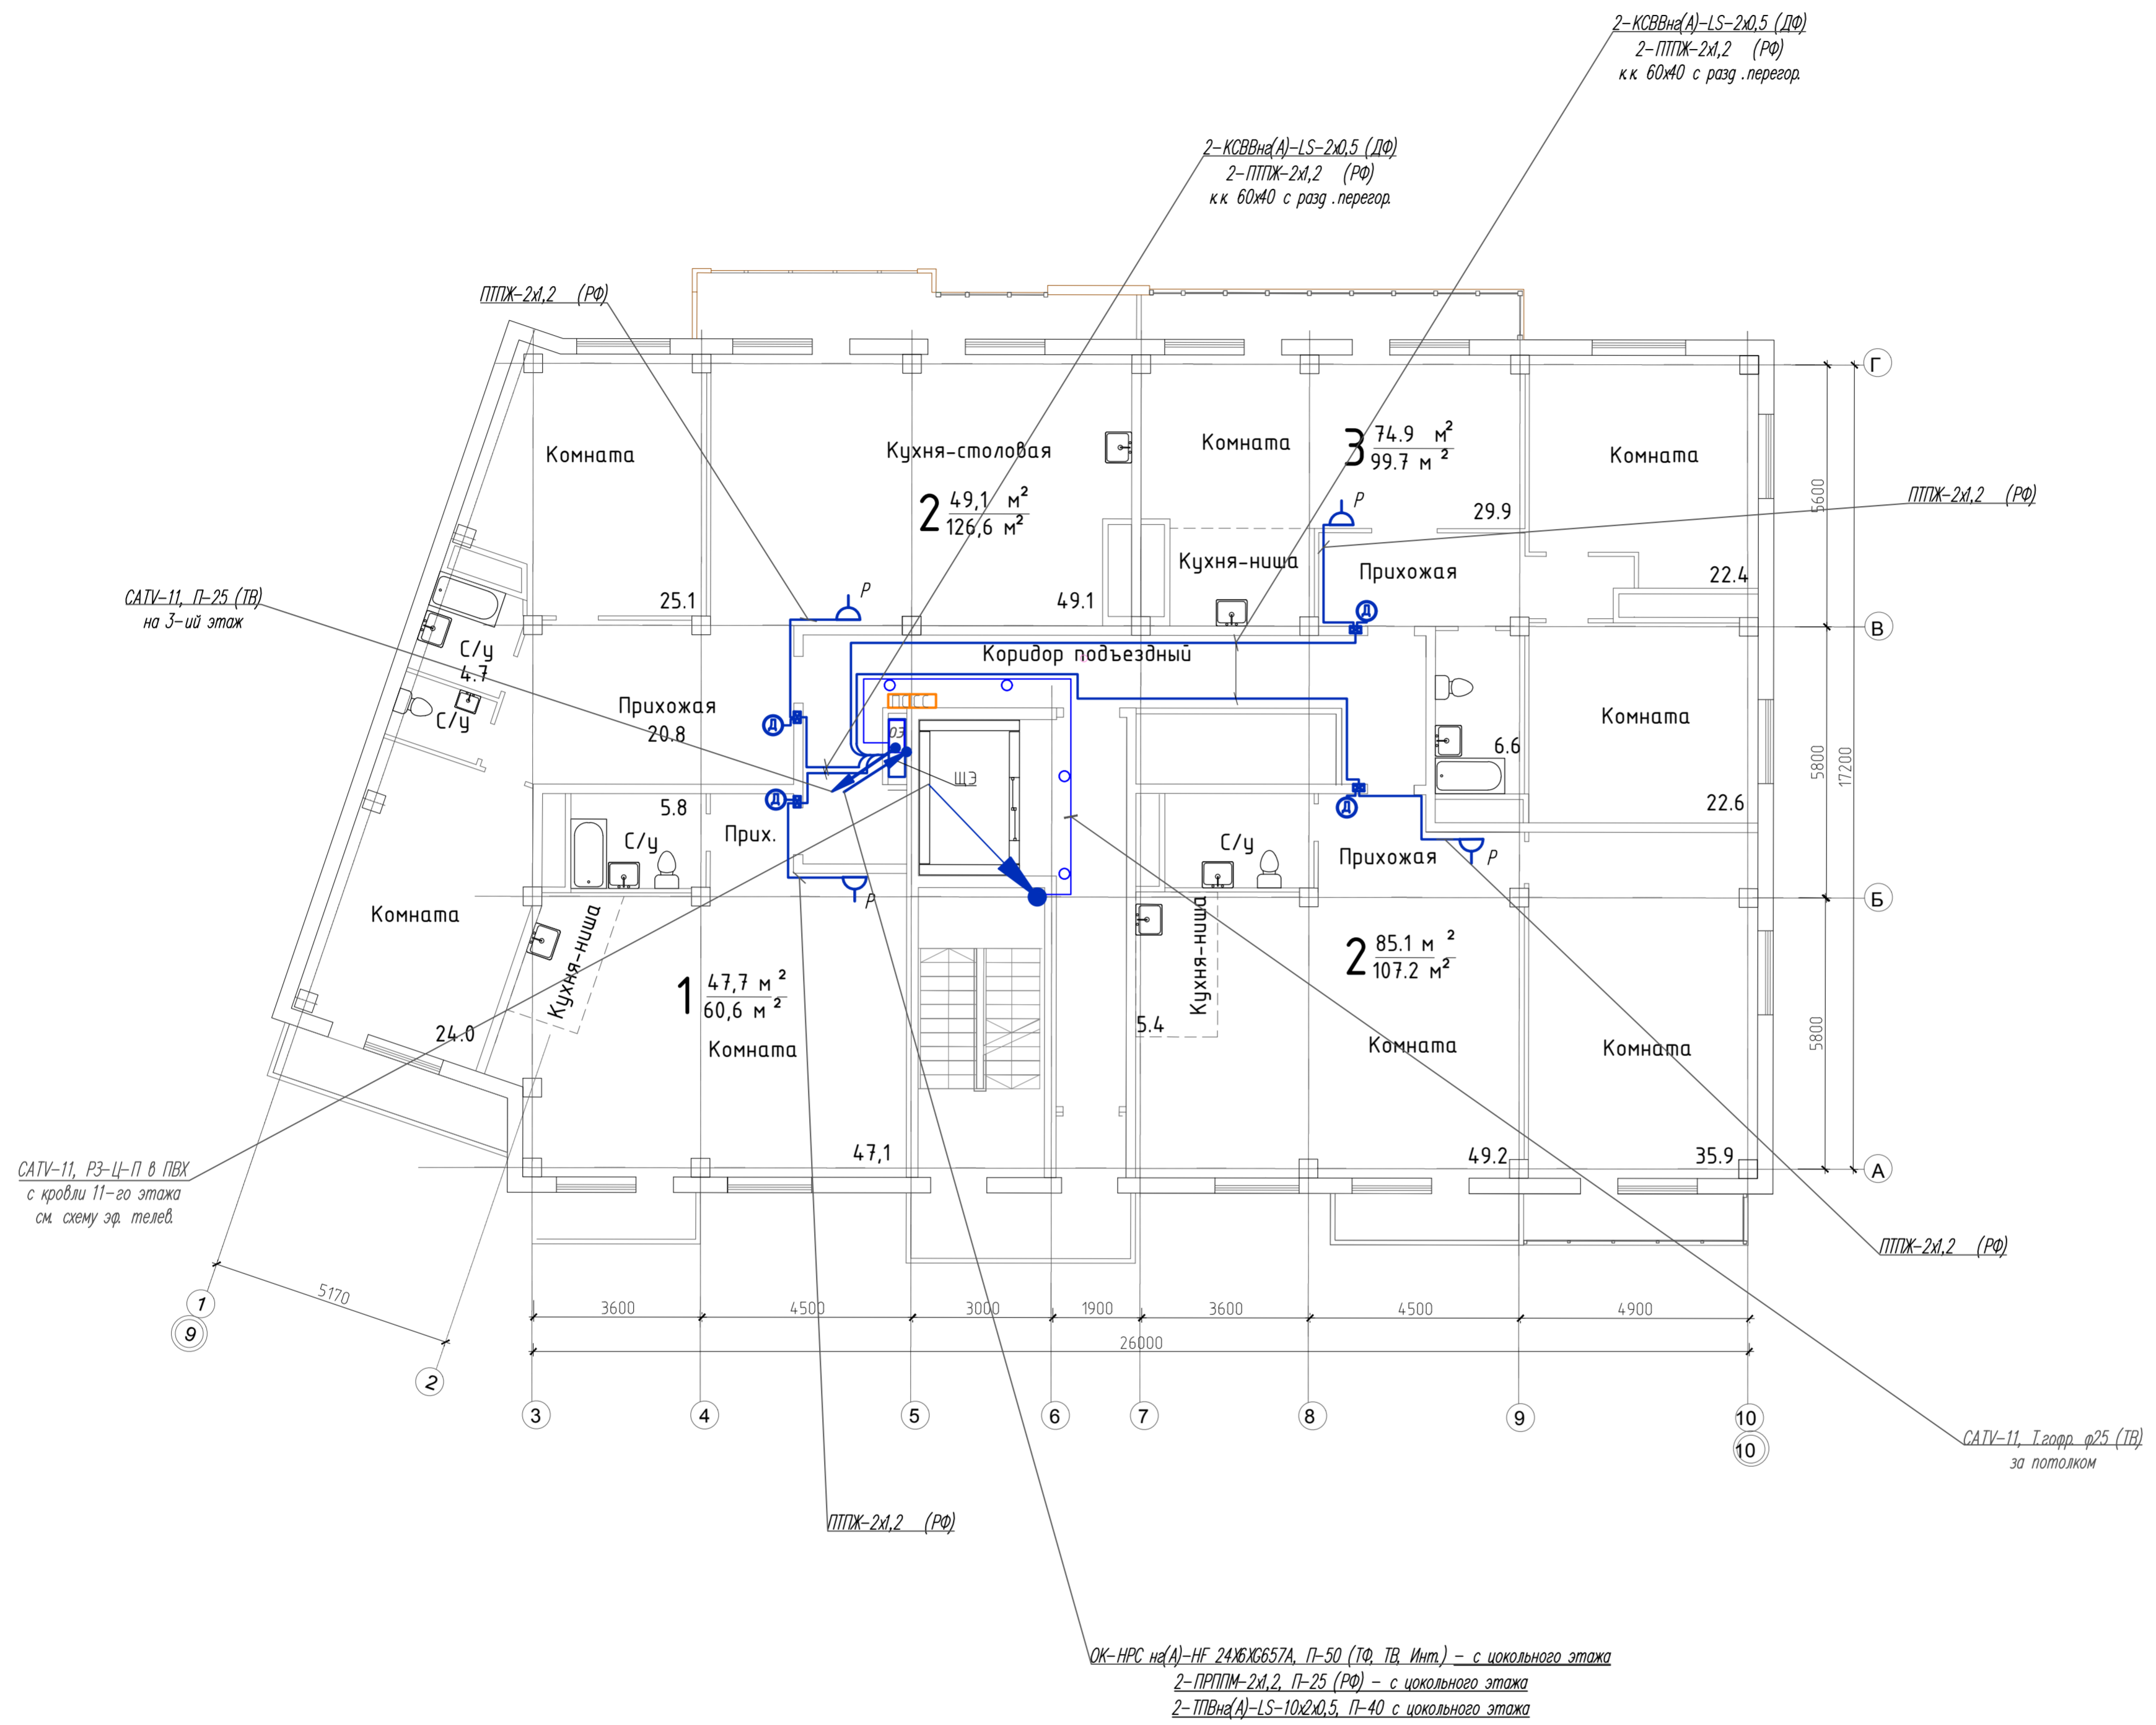 2-КСВВнг(А)-LS-2х0,5 (ДФ)
2-ПТПЖ-2х1,2 (РФ)
к.к. 60х40 с разд .перегор.
2-КСВВнг(А)-LS-2х0,5 (ДФ)
2-ПТПЖ-2х1,2 (РФ)
к.к. 60х40 с разд .перегор.
ПТПЖ-2х1,2 (РФ)
Г
Комната
Кухня-столовая
Комната
3 74.9 м²
99.7 м²
Комната
2 49,1 м²
126,6 м²
5600
ПТПЖ-2х1,2 (РФ)
Р
29.9
Кухня-ниша
Прихожая
22.4
САТV-11, П-25 (ТВ)
на 3-ий этаж
25.1
Р
49.1
Д
В
С/у
4.7
Коридор подъездный
С/у
Прихожая
20.8
Д
ОЗ
Комната
6.6
5800
17200
ЩЭ
Д
5.8
Д
22.6
С/у
Прих.
С/у
Прихожая
Р
Р
Б
Комната
Кухня-ниша
Кухня-ниша
2 85.1 м²
107.2 м²
1 47,7 м²
60,6 м²
24.0
5.4
Комната
Комната
Комната
5800
47,1
49.2
35.9
А
САТV-11, РЗ-Ц-П в ПВХ
с кровли 11-го этажа
см. схему эф. телев.
ПТПЖ-2х1,2 (РФ)
5170
1
9
2
3600
4500
3000
1900
3600
4500
4900
26000
3
4
5
6
7
8
9
10
10
САТV-11, Т.гофр. ф25 (ТВ)
за потолком
ПТПЖ-2х1,2 (РФ)
ОК-НРС нг(А)-HF 24Х6ХG657А, П-50 (ТФ, ТВ, Инт.) – с цокольного этажа
2-ПРППМ-2х1,2, П-25 (РФ) – с цокольного этажа
2-ТПВнг(А)-LS-10х2х0,5, П-40 с цокольного этажа